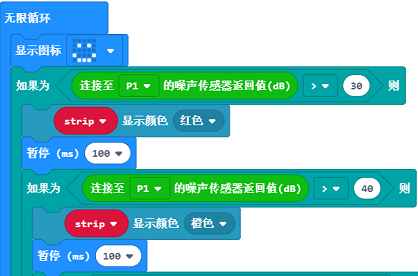 无限循环
显示图标
如果为 连接至 P1 的噪声传感器返回值(dB) > 30 则
strip 显示颜色 红色
暂停 (ms) 100
如果为 连接至 P1 的噪声传感器返回值(dB) > 40 则
strip 显示颜色 橙色
暂停 (ms) 100